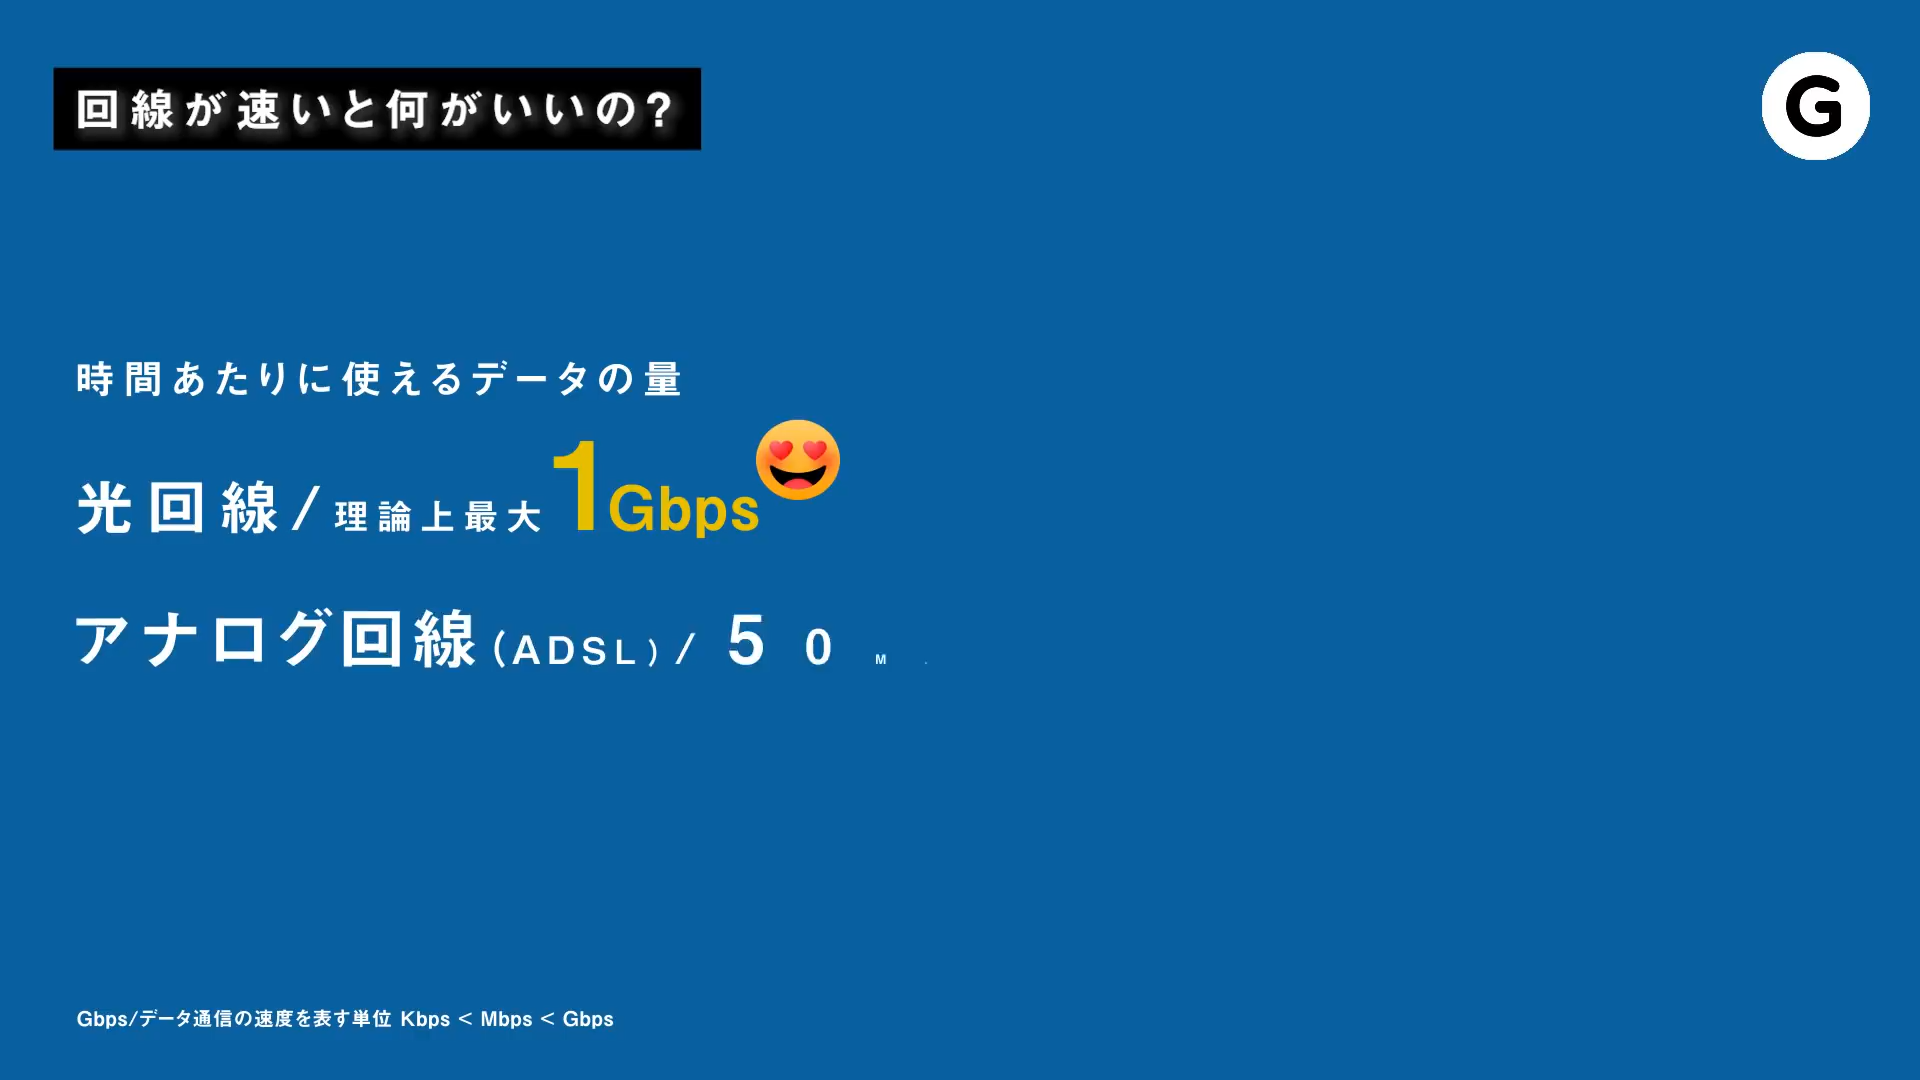 回線が速いと何がいいの？
G
時間あたりに使えるデータの量
光回線/理論上最大1Gbps
アナログ回線(ADSL)/50M
Gbps/データ通信の速度を表す単位 Kbps < Mbps < Gbps